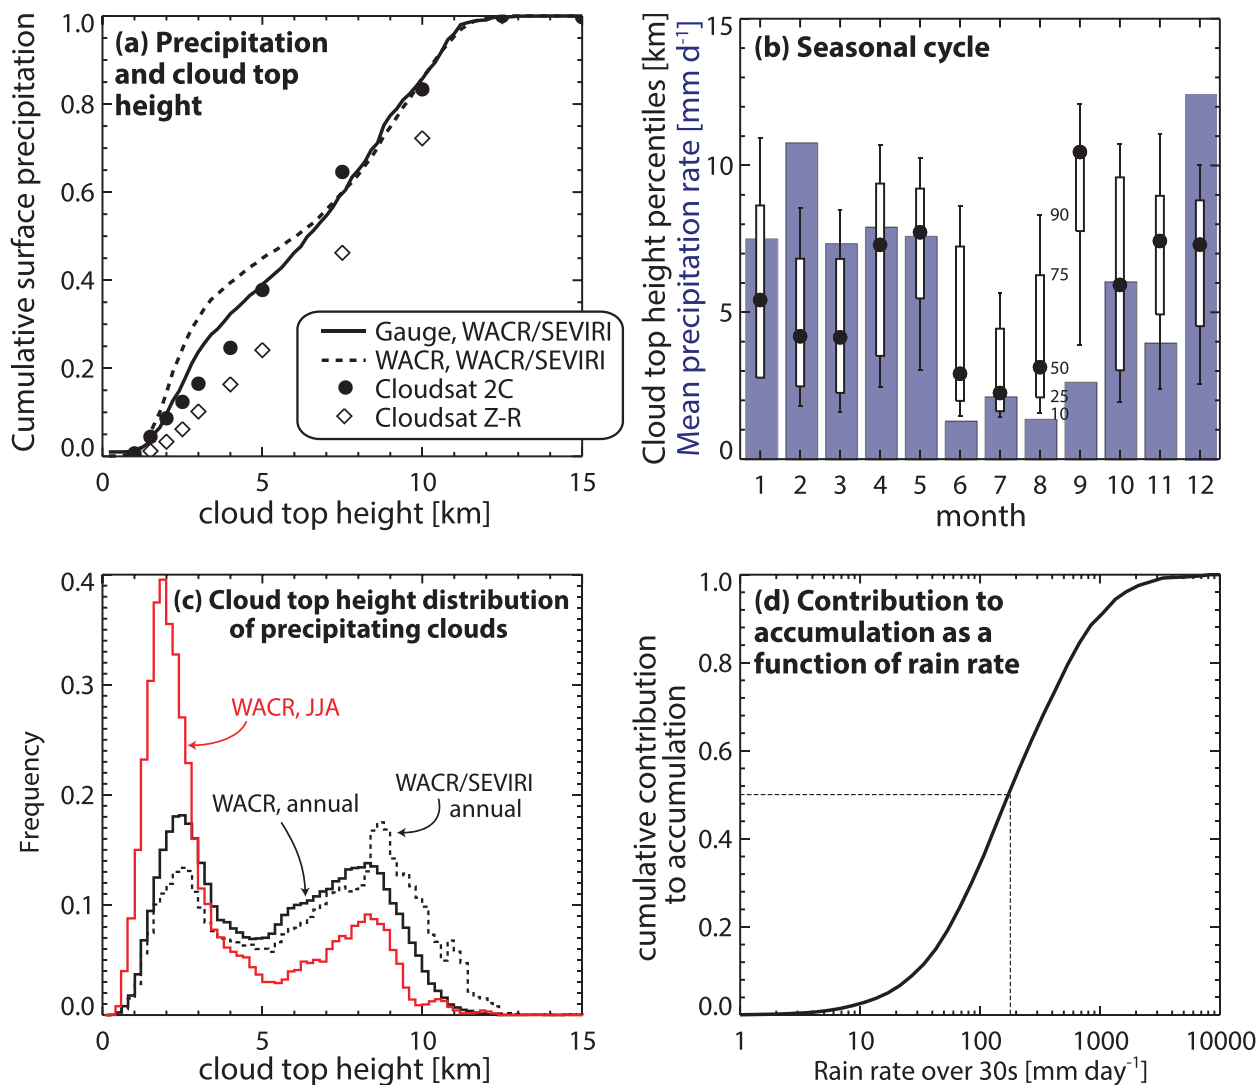 (a) Precipitation
and cloud top
height
Cumulative surface precipitation
1.0
0.8
0.6
0.4
0.2
0.0
Gauge, WACR/SEVIRI
WACR, WACR/SEVIRI
Cloudsat 2C
Cloudsat Z-R
0 5 10 15
cloud top height [km]
(b) Seasonal cycle
Cloud top height percentiles [km]
Mean precipitation rate [mm d-1]
15
10
5
0
90
75
50
25
10
1 2 3 4 5 6 7 8 9 10 11 12
month
(c) Cloud top height distribution
of precipitating clouds
Frequency
0.4
0.3
0.2
0.1
0.0
WACR, JJA
WACR, annual
WACR/SEVIRI
annual
0 5 10 15
cloud top height [km]
(d) Contribution to
accumulation as a
function of rain rate
cumulative contribution
to accumulation
1.0
0.8
0.6
0.4
0.2
0.0
1 10 100 1000 10000
Rain rate over 30s [mm day-1]